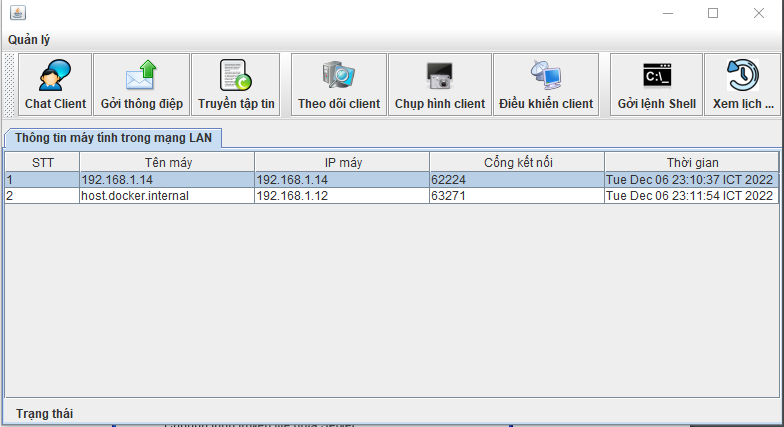 Quản lý
Chat Client Gởi thông điệp Truyền tập tin Theo dõi client Chụp hình client Điều khiển client Gởi lệnh Shell Xem lịch ...
C:\_
Thông tin máy tính trong mạng LAN
STT Tên máy IP máy Cổng kết nối Thời gian
1 192.168.1.14 192.168.1.14 62224 Tue Dec 06 23:10:37 ICT 2022
2 host.docker.internal 192.168.1.12 63271 Tue Dec 06 23:11:54 ICT 2022
Trạng thái